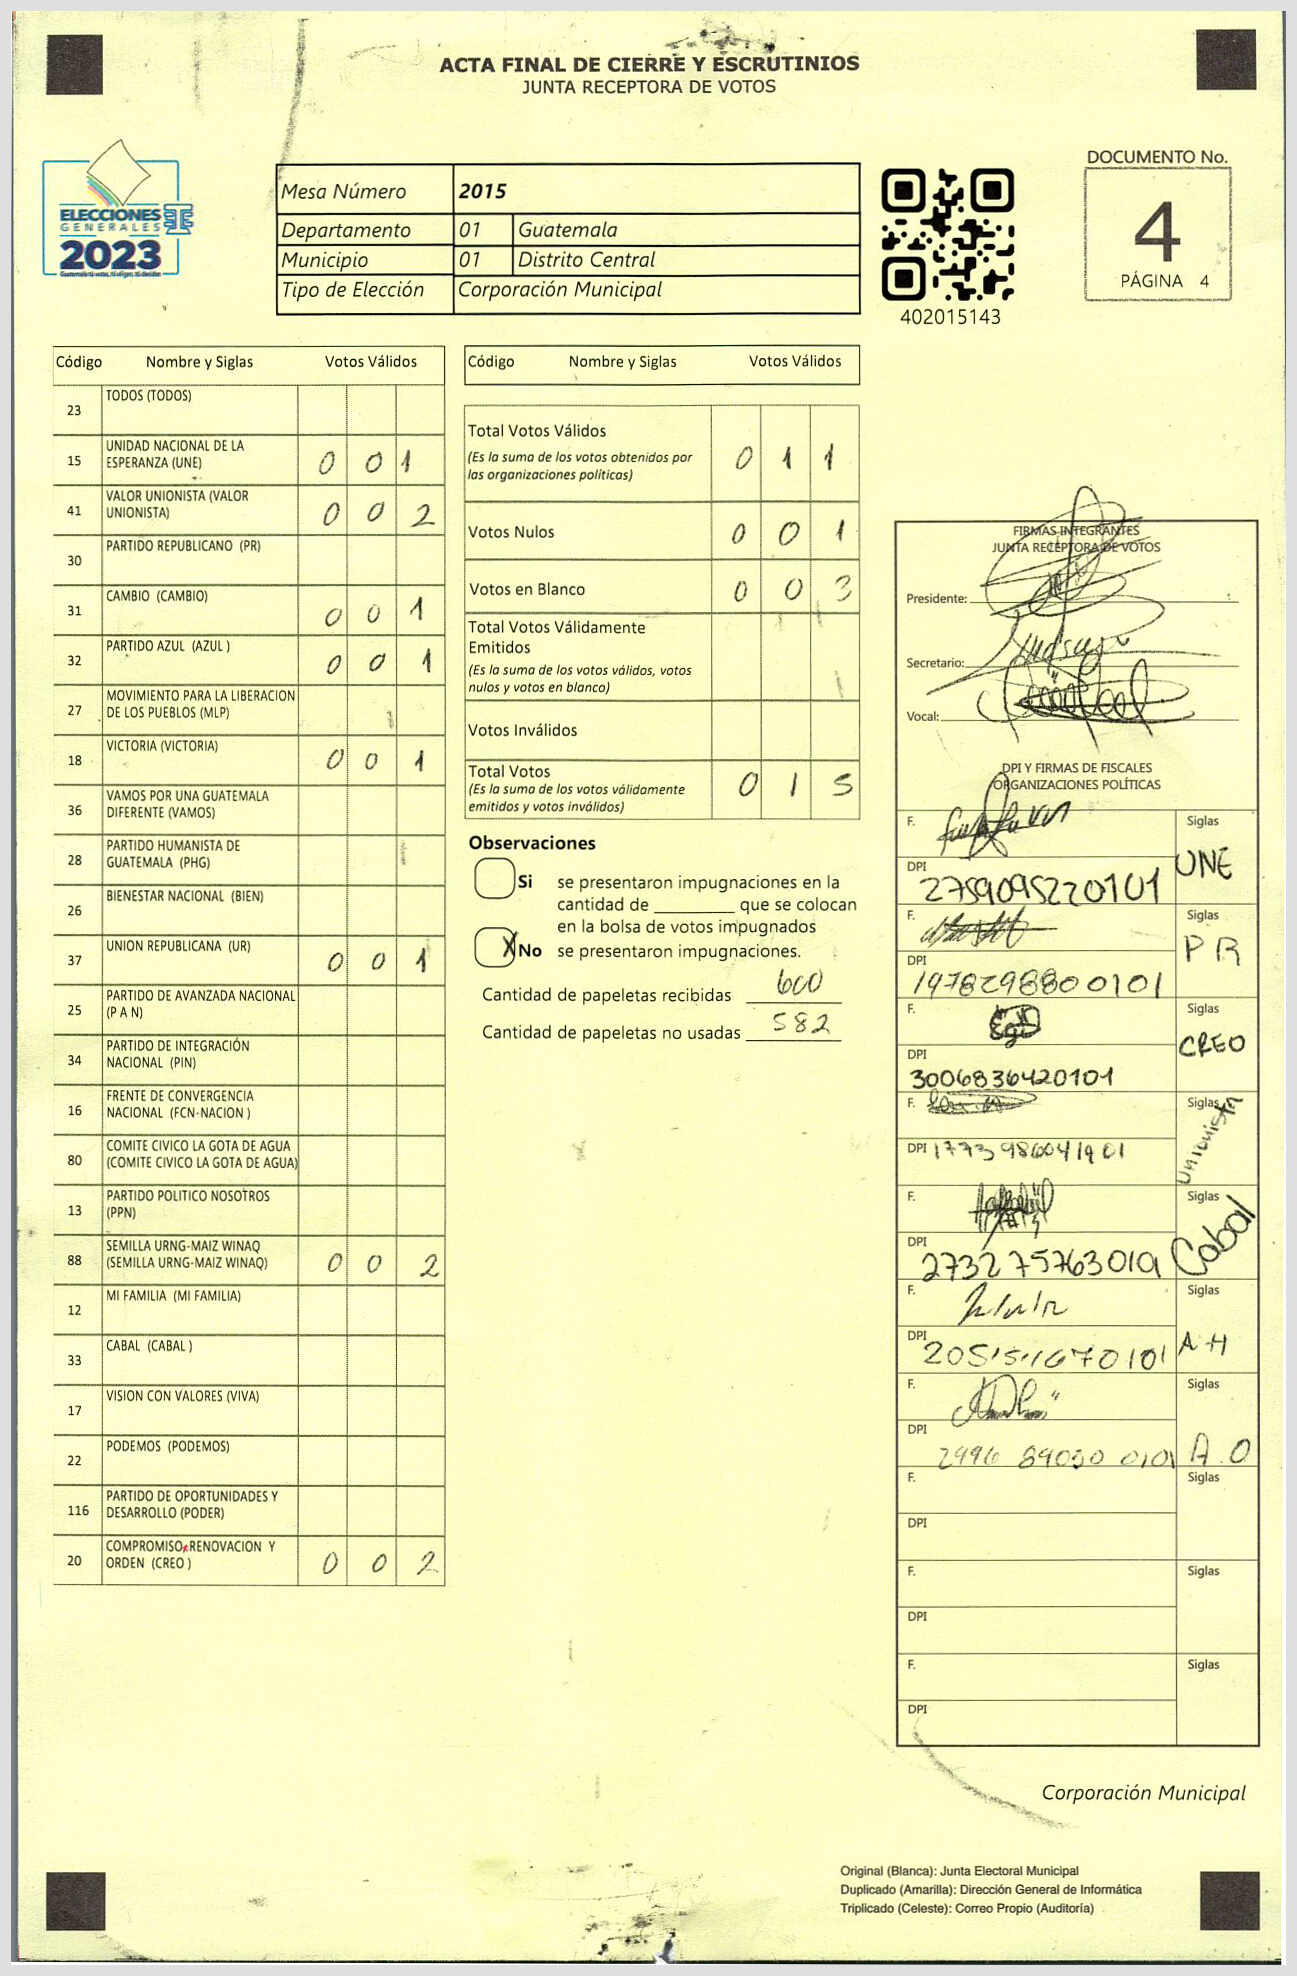 ACTA FINAL DE CIERRE Y ESCRUTINIOS
JUNTA RECEPTORA DE VOTOS
ELECCIONES
GENERALES
2023
Mesa Número 2015
Departamento 01 Guatemala
Municipio 01 Distrito Central
Tipo de Elección Corporación Municipal
402015143
DOCUMENTO No.
4
PÁGINA 4
Código Nombre y Siglas Votos Válidos
23 TODOS (TODOS)
15 UNIDAD NACIONAL DE LA
ESPERANZA (UNE) 0 0 1
41 VALOR UNIONISTA (VALOR
UNIONISTA) 0 0 2
30 PARTIDO REPUBLICANO (PR)
31 CAMBIO (CAMBIO) 0 0 1
32 PARTIDO AZUL (AZUL ) 0 0 1
27 MOVIMIENTO PARA LA LIBERACION
DE LOS PUEBLOS (MLP)
18 VICTORIA (VICTORIA) 0 0 1
36 VAMOS POR UNA GUATEMALA
DIFERENTE (VAMOS)
28 PARTIDO HUMANISTA DE
GUATEMALA (PHG)
26 BIENESTAR NACIONAL (BIEN)
37 UNION REPUBLICANA (UR) 0 0 1
25 PARTIDO DE AVANZADA NACIONAL
(P A N)
34 PARTIDO DE INTEGRACIÓN
NACIONAL (PIN)
16 FRENTE DE CONVERGENCIA
NACIONAL (FCN-NACION )
80 COMITE CIVICO LA GOTA DE AGUA
(COMITE CIVICO LA GOTA DE AGUA)
13 PARTIDO POLITICO NOSOTROS
(PPN)
88 SEMILLA URNG-MAIZ WINAQ
(SEMILLA URNG-MAIZ WINAQ) 0 0 2
12 MI FAMILIA (MI FAMILIA)
33 CABAL (CABAL )
17 VISION CON VALORES (VIVA)
22 PODEMOS (PODEMOS)
116 PARTIDO DE OPORTUNIDADES Y
DESARROLLO (PODER)
20 COMPROMISO, RENOVACION Y
ORDEN (CREO ) 0 0 2
Código Nombre y Siglas Votos Válidos
Total Votos Válidos
(Es la suma de los votos obtenidos por
las organizaciones políticas) 0 1 1
Votos Nulos 0 0 1
Votos en Blanco 0 0 3
Total Votos Válidamente
Emitidos
(Es la suma de los votos válidos, votos
nulos y votos en blanco)
Votos Inválidos
Total Votos
(Es la suma de los votos válidamente
emitidos y votos inválidos) 0 1 5
Observaciones
Si se presentaron impugnaciones en la
cantidad de ________ que se colocan
en la bolsa de votos impugnados
X No se presentaron impugnaciones.
Cantidad de papeletas recibidas 600
Cantidad de papeletas no usadas 582
FIRMAS INTEGRANTES
JUNTA RECEPTORA DE VOTOS
Presidente:
Secretario:
Vocal:
DPI Y FIRMAS DE FISCALES
ORGANIZACIONES POLÍTICAS
F. Siglas
UNE
DPI 2759095220101
F. Siglas
PR
DPI 1978298800101
F. Siglas
CREO
DPI 3006836420101
F. Siglas
Unionista
DPI
F. Siglas
Cabal
DPI
F. Siglas
A H
DPI
F. Siglas
A.O
DPI
F. Siglas
DPI
F. Siglas
DPI
F. Siglas
DPI
Corporación Municipal
Original (Blanca): Junta Electoral Municipal
Duplicado (Amarilla): Dirección General de Informática
Triplicado (Celeste): Correo Propio (Auditoría)